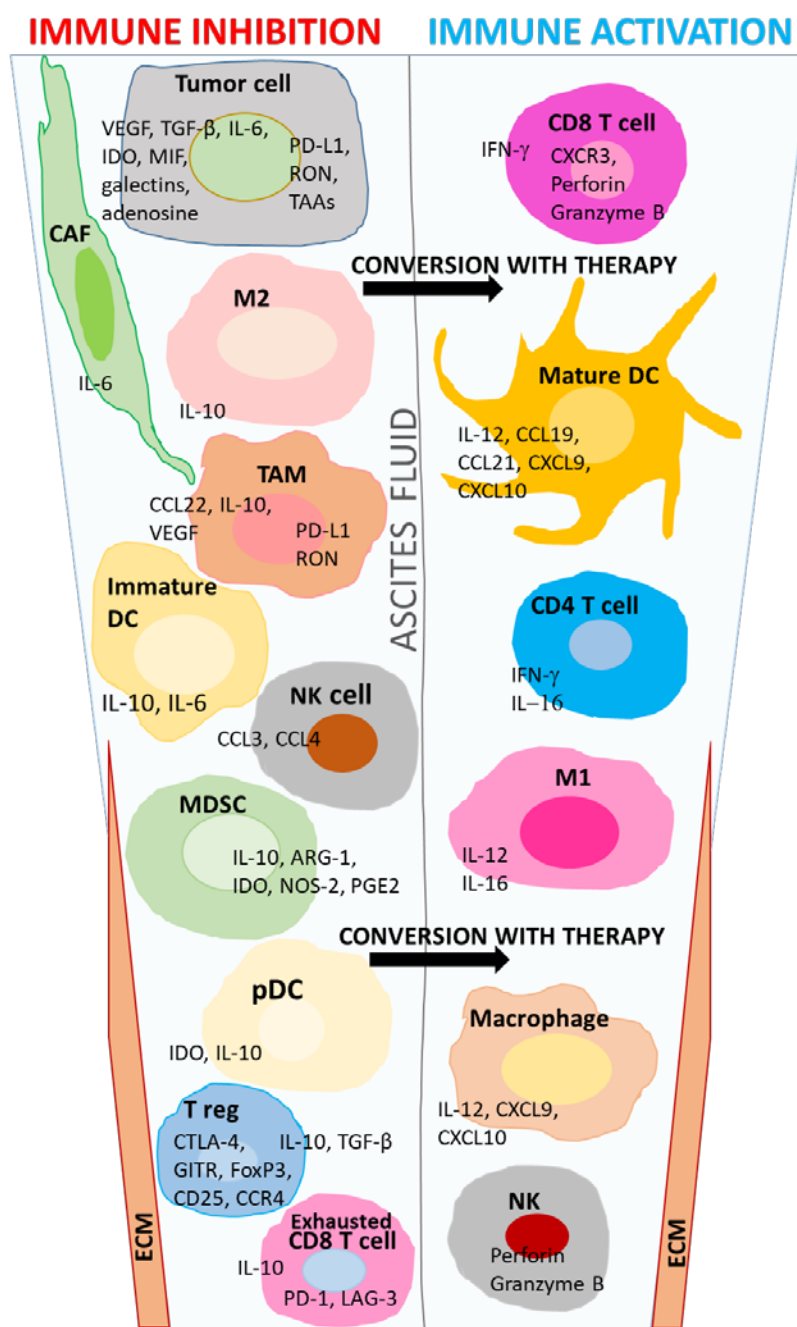 IMMUNE INHIBITION
IMMUNE ACTIVATION
Tumor cell
VEGF, TGF-β, IL-6,
IDO, MIF,
galectins,
adenosine
PD-L1,
RON,
TAAs
CAF
IL-6
M2
IL-10
TAM
CCL22, IL-10,
VEGF
PD-L1
RON
Immature
DC
IL-10, IL-6
NK cell
CCL3, CCL4
MDSC
IL-10, ARG-1,
IDO, NOS-2, PGE2
pDC
IDO, IL-10
T reg
CTLA-4,
GITR, FoxP3,
CD25, CCR4
IL-10, TGF-β
Exhausted
CD8 T cell
IL-10
PD-1, LAG-3
ECM
ASCITES FLUID
CONVERSION WITH THERAPY
CONVERSION WITH THERAPY
CD8 T cell
IFN-γ
CXCR3,
Perforin
Granzyme B
Mature DC
IL-12, CCL19,
CCL21, CXCL9,
CXCL10
CD4 T cell
IFN-γ
IL-16
M1
IL-12
IL-16
Macrophage
IL-12, CXCL9,
CXCL10
NK
Perforin
Granzyme B
ECM